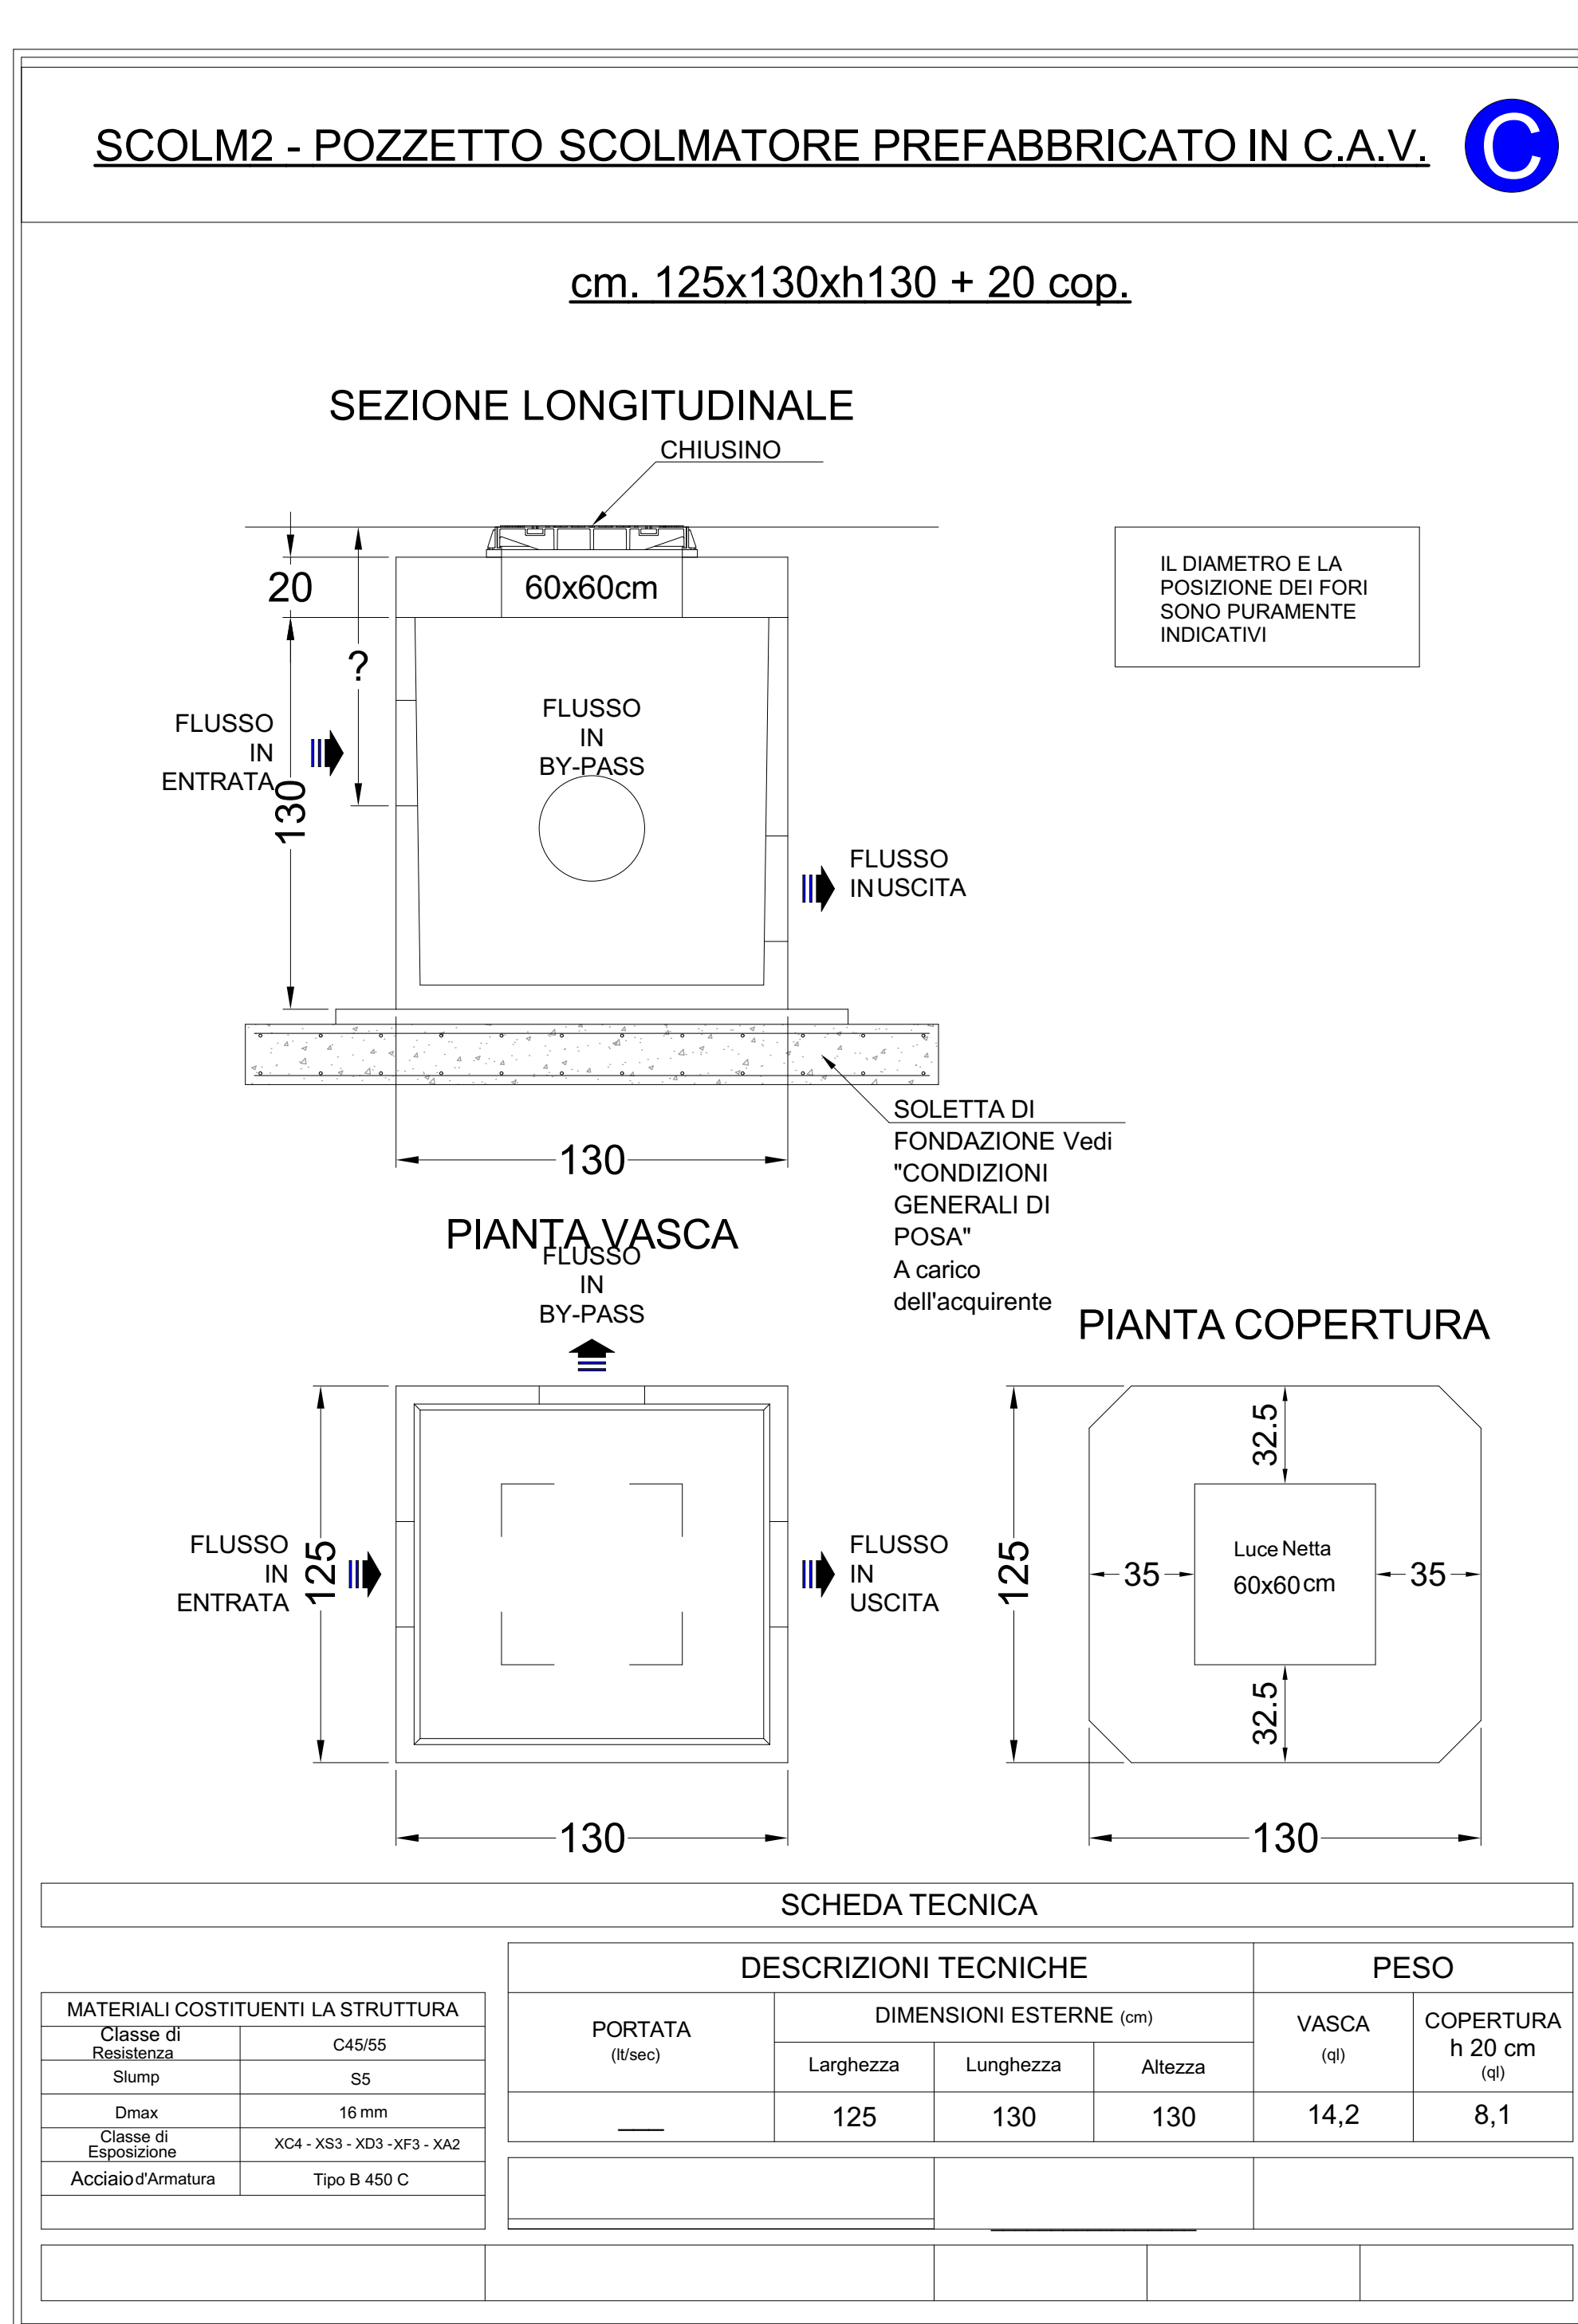 SCOLM2 - POZZETTO SCOLMATORE PREFABBRICATO IN C.A.V.
C
cm. 125x130xh130 + 20 cop.
SEZIONE LONGITUDINALE
CHIUSINO
20
60x60cm
?
IL DIAMETRO E LA
POSIZIONE DEI FORI
SONO PURAMENTE
INDICATIVI
FLUSSO
IN
ENTRATA
130
FLUSSO
IN
BY-PASS
FLUSSO
IN USCITA
SOLETTA DI
FONDAZIONE Vedi
"CONDIZIONI
GENERALI DI
POSA"
A carico
dell'acquirente
130
PIANTA VASCA
FLUSSO
IN
BY-PASS
PIANTA COPERTURA
FLUSSO
IN
ENTRATA
125
FLUSSO
IN
USCITA
130
125
32.5
35
Luce Netta
60x60 cm
35
32.5
130
SCHEDA TECNICA
MATERIALI COSTITUENTI LA STRUTTURA
Classe di
Resistenza
C45/55
Slump
S5
Dmax
16 mm
Classe di
Esposizione
XC4 - XS3 - XD3 - XF3 - XA2
Acciaio d'Armatura
Tipo B 450 C
DESCRIZIONI TECNICHE
PESO
PORTATA
(lt/sec)
DIMENSIONI ESTERNE (cm)
Larghezza
Lunghezza
Altezza
VASCA
(ql)
COPERTURA
h 20 cm
(ql)
___
125
130
130
14,2
8,1